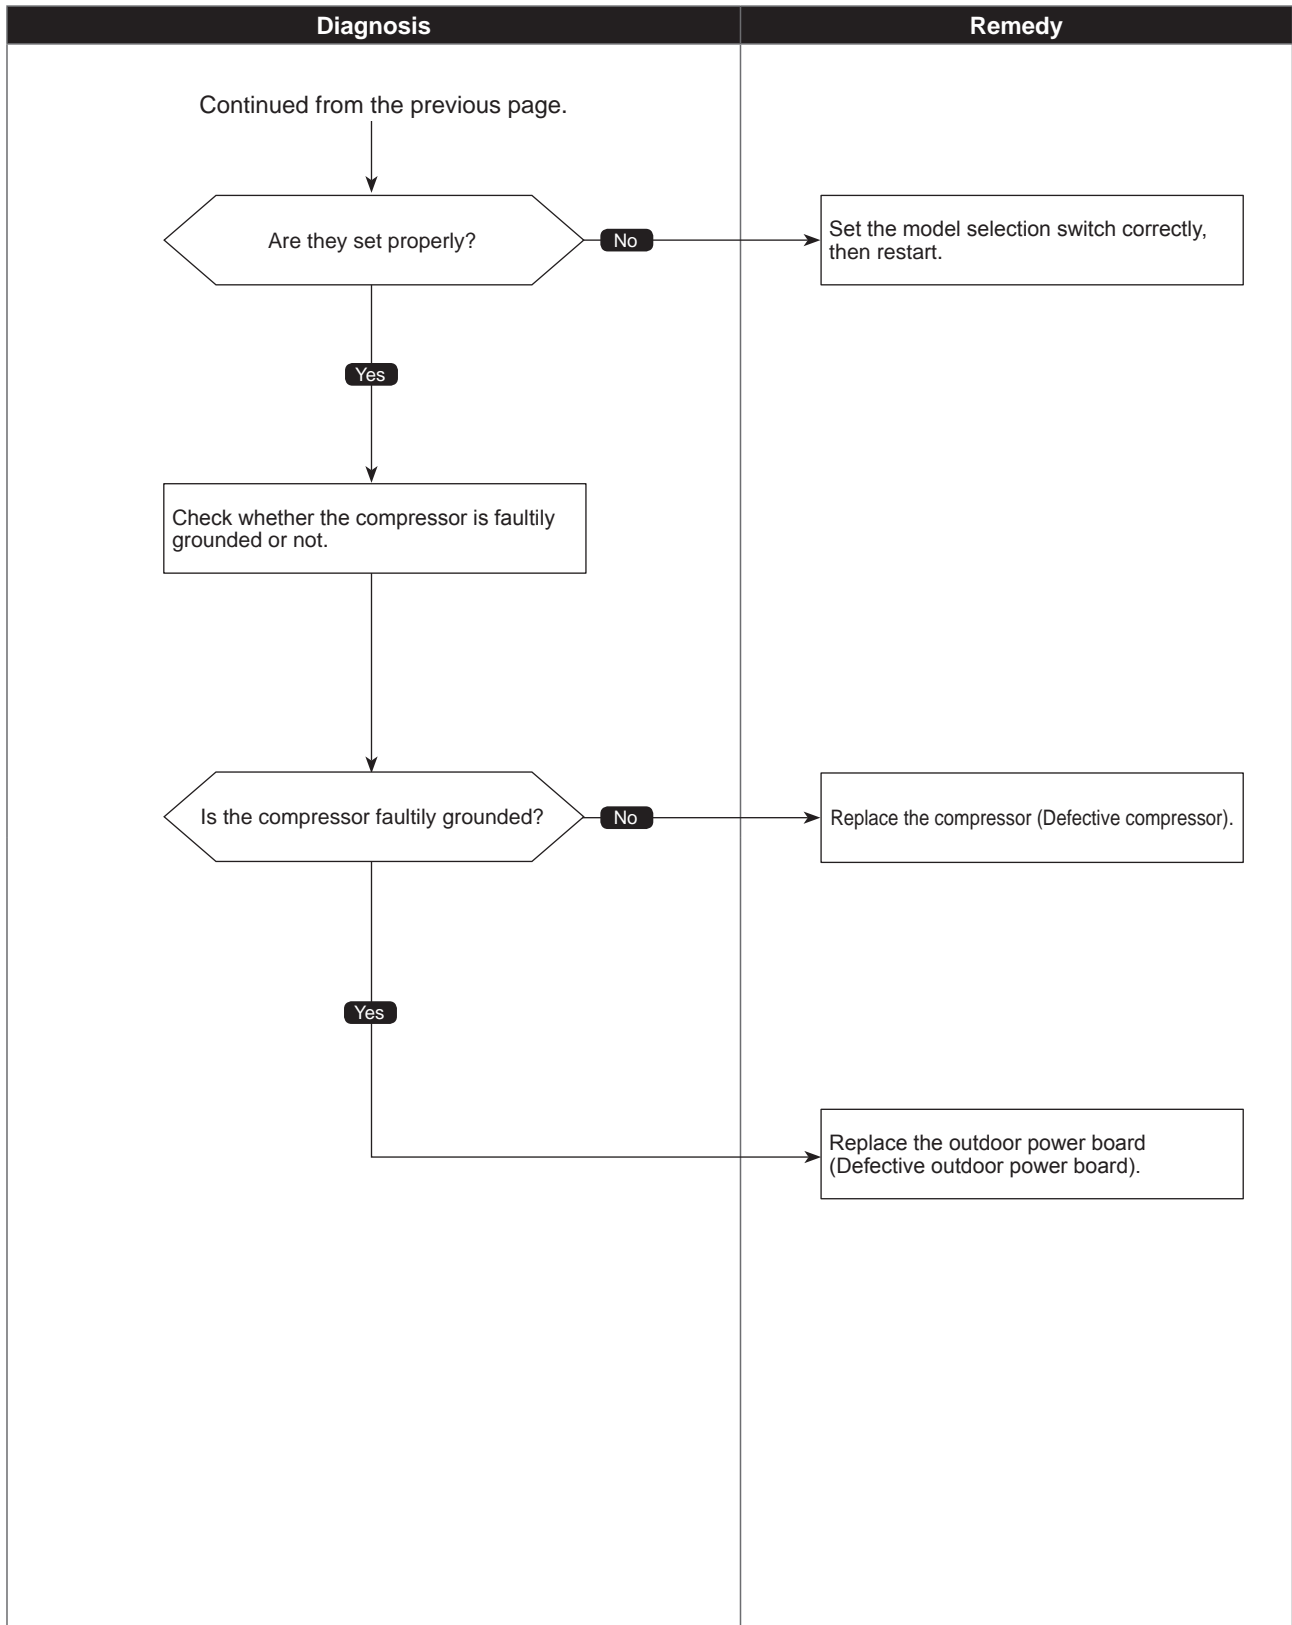 Diagnosis
Remedy
Continued from the previous page.
Are they set properly?
No
Set the model selection switch correctly,
then restart.
Yes
Check whether the compressor is faultily
grounded or not.
Is the compressor faultily grounded?
No
Replace the compressor (Defective compressor).
Yes
Replace the outdoor power board
(Defective outdoor power board).